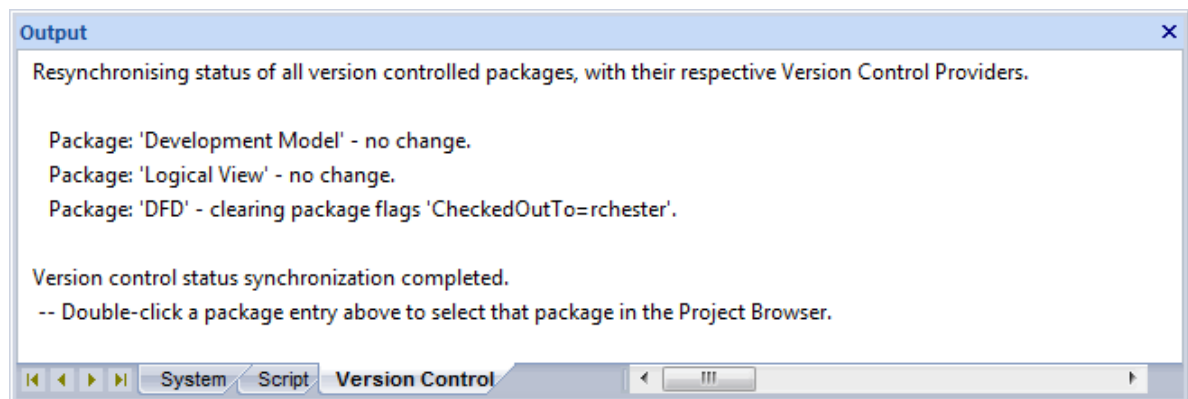 Output
Resynchronising status of all version controlled packages, with their respective Version Control Providers.
Package: 'Development Model' - no change.
Package: 'Logical View' - no change.
Package: 'DFD' - clearing package flags 'CheckedOutTo=rchester'.
Version control status synchronization completed.
-- Double-click a package entry above to select that package in the Project Browser.
System Script Version Control